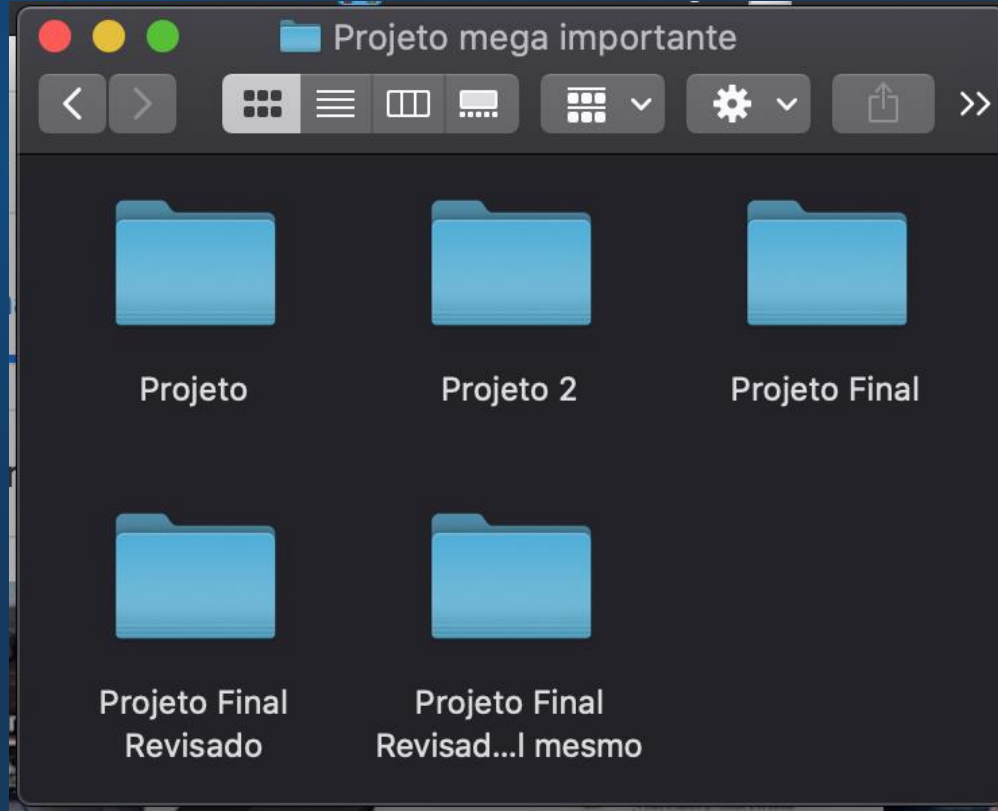 Projeto mega importante
Projeto
Projeto 2
Projeto Final
Projeto Final
Revisado
Projeto Final
Revisad...l mesmo